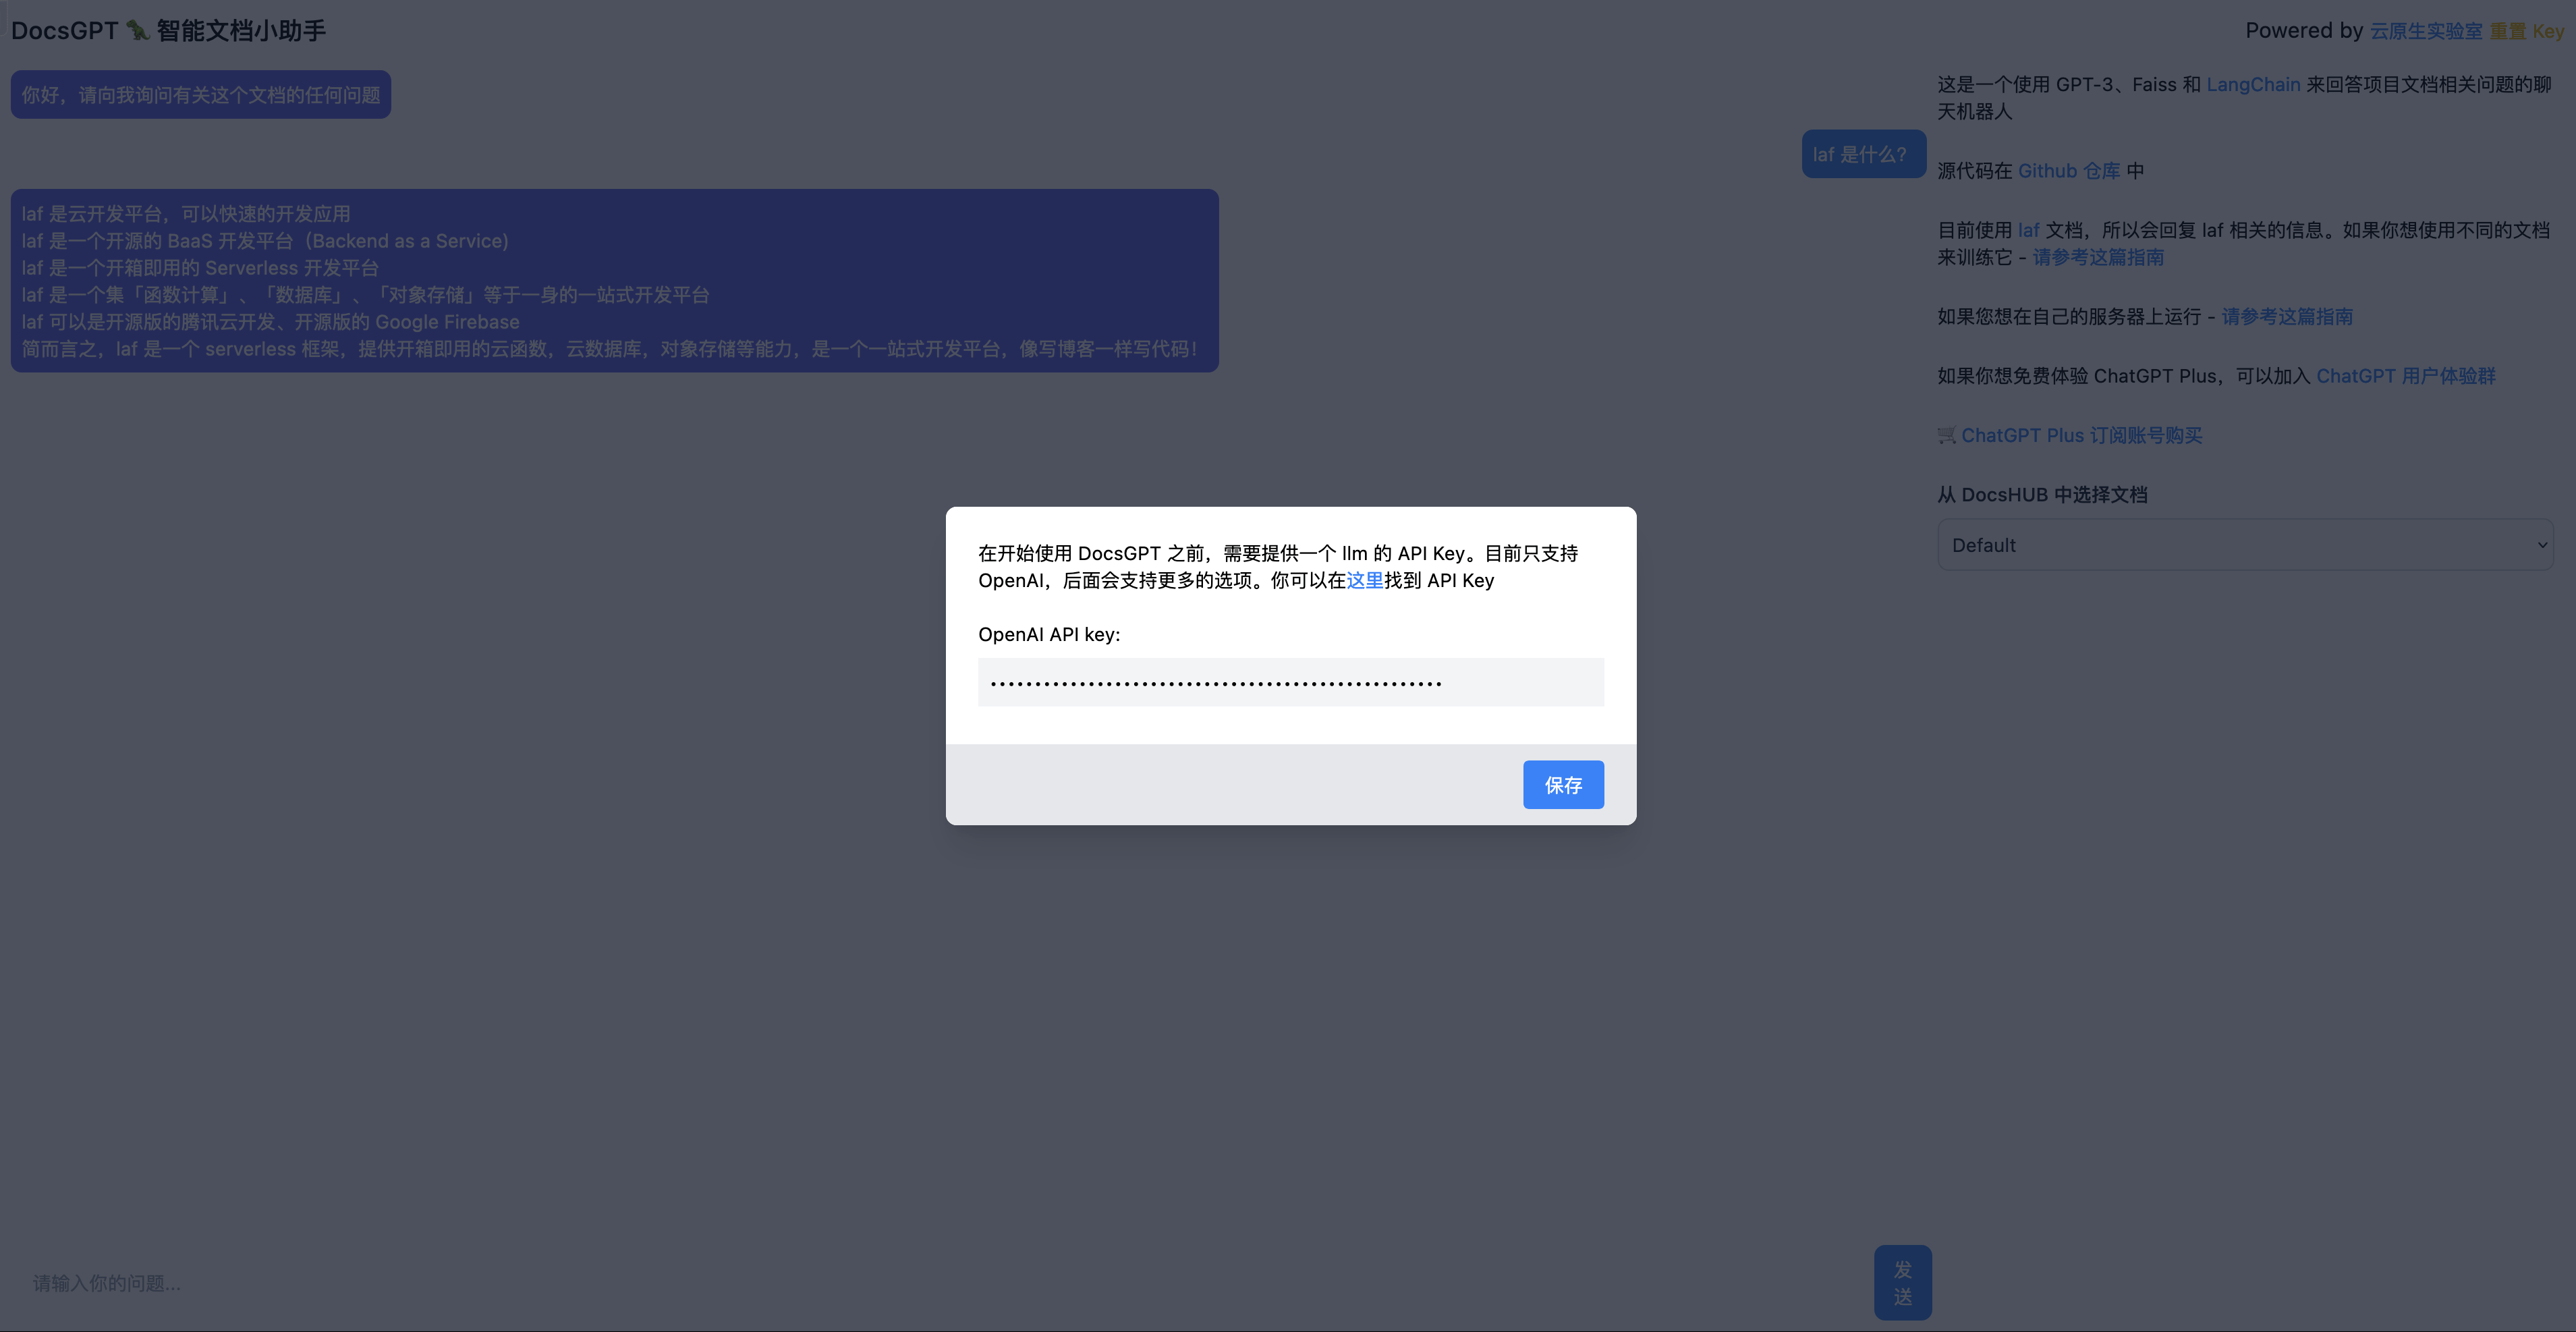 DocsGPT 🦖 智能文档小助手
Powered by 云原生实验室 重置 Key
你好，请向我询问有关这个文档的任何问题
laf 是什么？
laf 是云开发平台，可以快速的开发应用
laf 是一个开源的 BaaS 开发平台（Backend as a Service)
laf 是一个开箱即用的 Serverless 开发平台
laf 是一个集「函数计算」、「数据库」、「对象存储」等于一身的一站式开发平台
laf 可以是开源版的腾讯云开发、开源版的 Google Firebase
简而言之，laf 是一个 serverless 框架，提供开箱即用的云函数，云数据库，对象存储等能力，是一个一站式开发平台，像写博客一样写代码！
这是一个使用 GPT-3、Faiss 和 LangChain 来回答项目文档相关问题的聊
天机器人
源代码在 Github 仓库 中
目前使用 laf 文档，所以会回复 laf 相关的信息。如果你想使用不同的文档
来训练它 - 请参考这篇指南
如果您想在自己的服务器上运行 - 请参考这篇指南
如果你想免费体验 ChatGPT Plus，可以加入 ChatGPT 用户体验群
🛒 ChatGPT Plus 订阅账号购买
从 DocsHUB 中选择文档
Default
在开始使用 DocsGPT 之前，需要提供一个 llm 的 API Key。目前只支持
OpenAI，后面会支持更多的选项。你可以在这里找到 API Key
OpenAI API key:
保存
请输入你的问题...
发
送